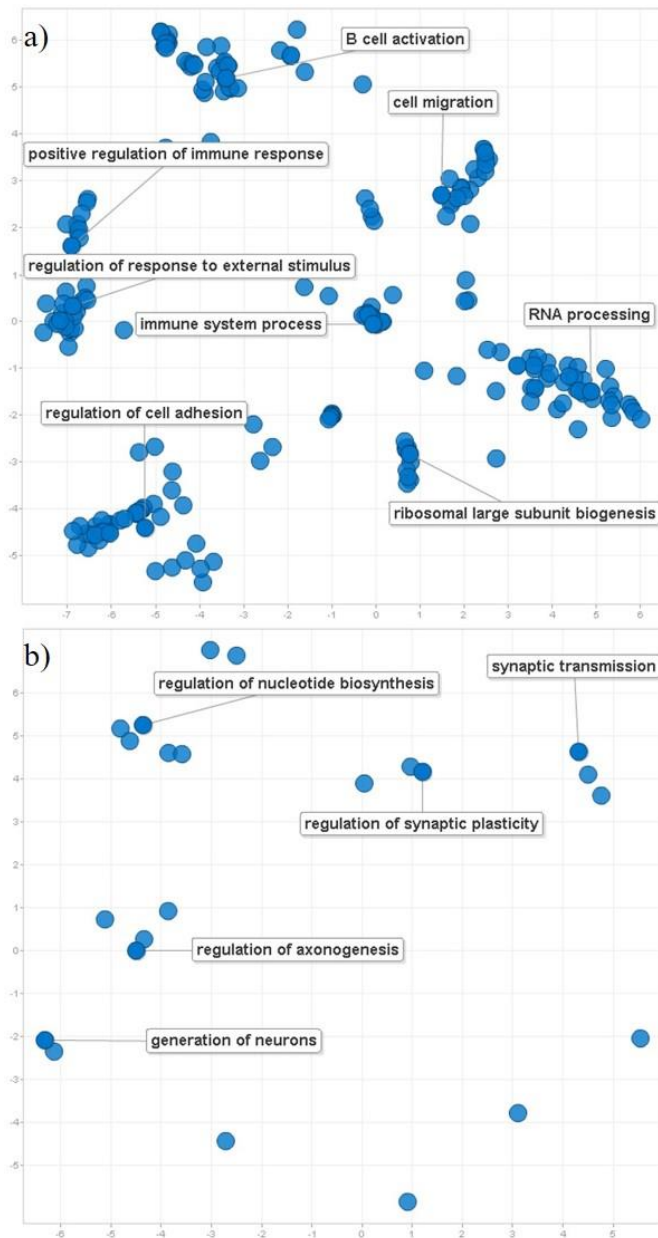 a)
B cell activation
cell migration
positive regulation of immune response
regulation of response to external stimulus
immune system process
RNA processing
regulation of cell adhesion
ribosomal large subunit biogenesis
6
5
4
3
2
1
0
-1
-2
-3
-4
-5
-7 -6 -5 -4 -3 -2 -1 0 1 2 3 4 5 6
b)
regulation of nucleotide biosynthesis
synaptic transmission
regulation of synaptic plasticity
regulation of axonogenesis
generation of neurons
6
5
4
3
2
1
0
-1
-2
-3
-4
-5
-6 -5 -4 -3 -2 -1 0 1 2 3 4 5